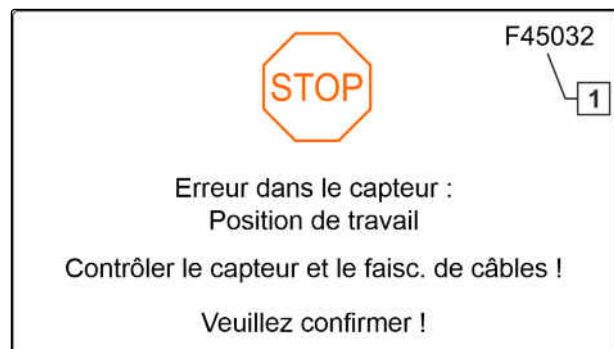 F45032
STOP
1
Erreur dans le capteur :
Position de travail
Contrôler le capteur et le faisc. de câbles !
Veuillez confirmer !